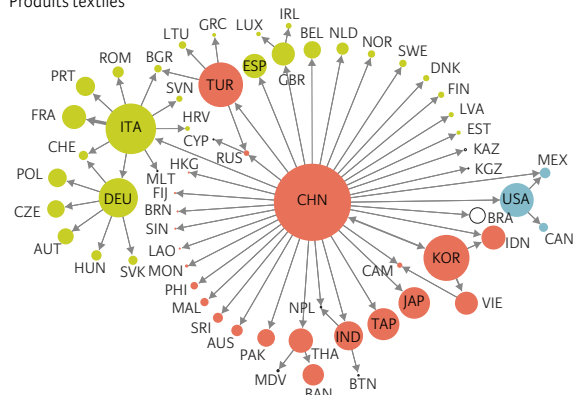 Produits textiles
GRC
LTU
LUX
IRL
BEL
NLD
NOR
SWE
DNK
FIN
LVA
EST
KAZ
KGZ
MEX
USA
BRA
CAN
IDN
KOR
VIE
CAM
JAP
TAP
IND
BTN
NPL
THA
BAN
MDV
PAK
AUS
SRI
MAL
PHI
MON
LAO
SIN
BRN
FIJ
HKG
CHN
RUS
CYP
TUR
ESP
GBR
ROM
BGR
PRT
SVN
FRA
ITA
HRV
CHE
MLT
POL
DEU
CZE
AUT
HUN
SVK